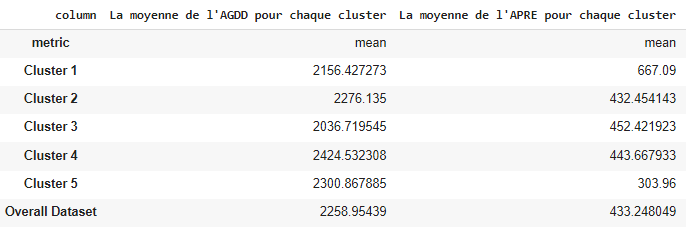 column La moyenne de l'AGDD pour chaque cluster La moyenne de l'APRE pour chaque cluster
metric mean mean
Cluster 1 2156.427273 667.09
Cluster 2 2276.135 432.454143
Cluster 3 2036.719545 452.421923
Cluster 4 2424.532308 443.667933
Cluster 5 2300.867885 303.96
Overall Dataset 2258.95439 433.248049